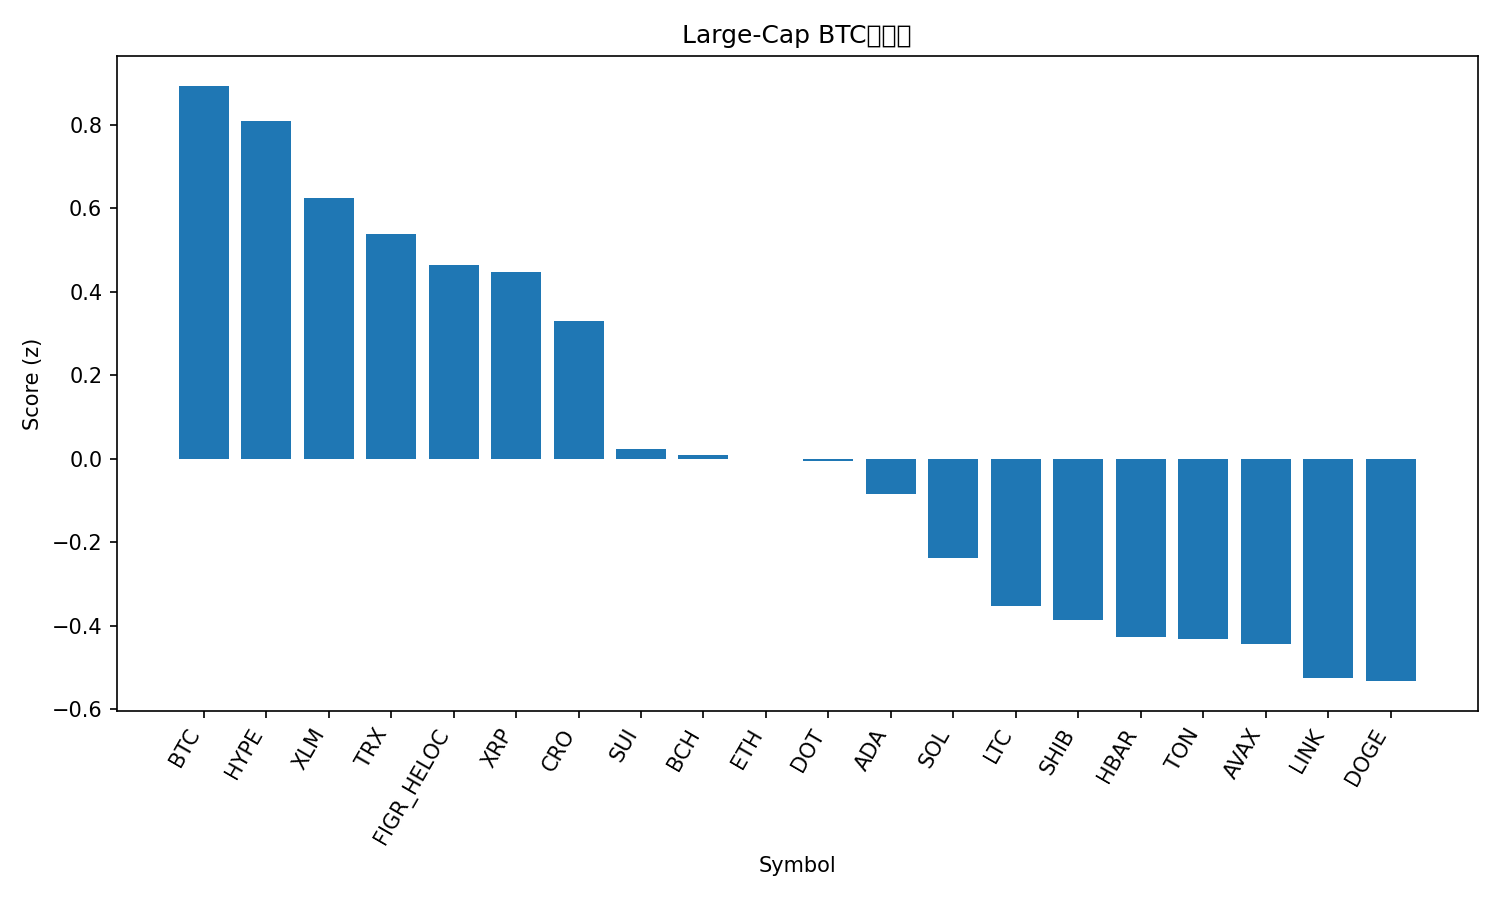 Large-Cap BTC
0.8
0.6
0.4
0.2
0.0
−0.2
−0.4
−0.6
Score (z)
BTC
HYPE
XLM
TRX
FIGR_HELOC
XRP
CRO
SUI
BCH
ETH
DOT
ADA
SOL
LTC
SHIB
HBAR
TON
AVAX
LINK
DOGE
Symbol